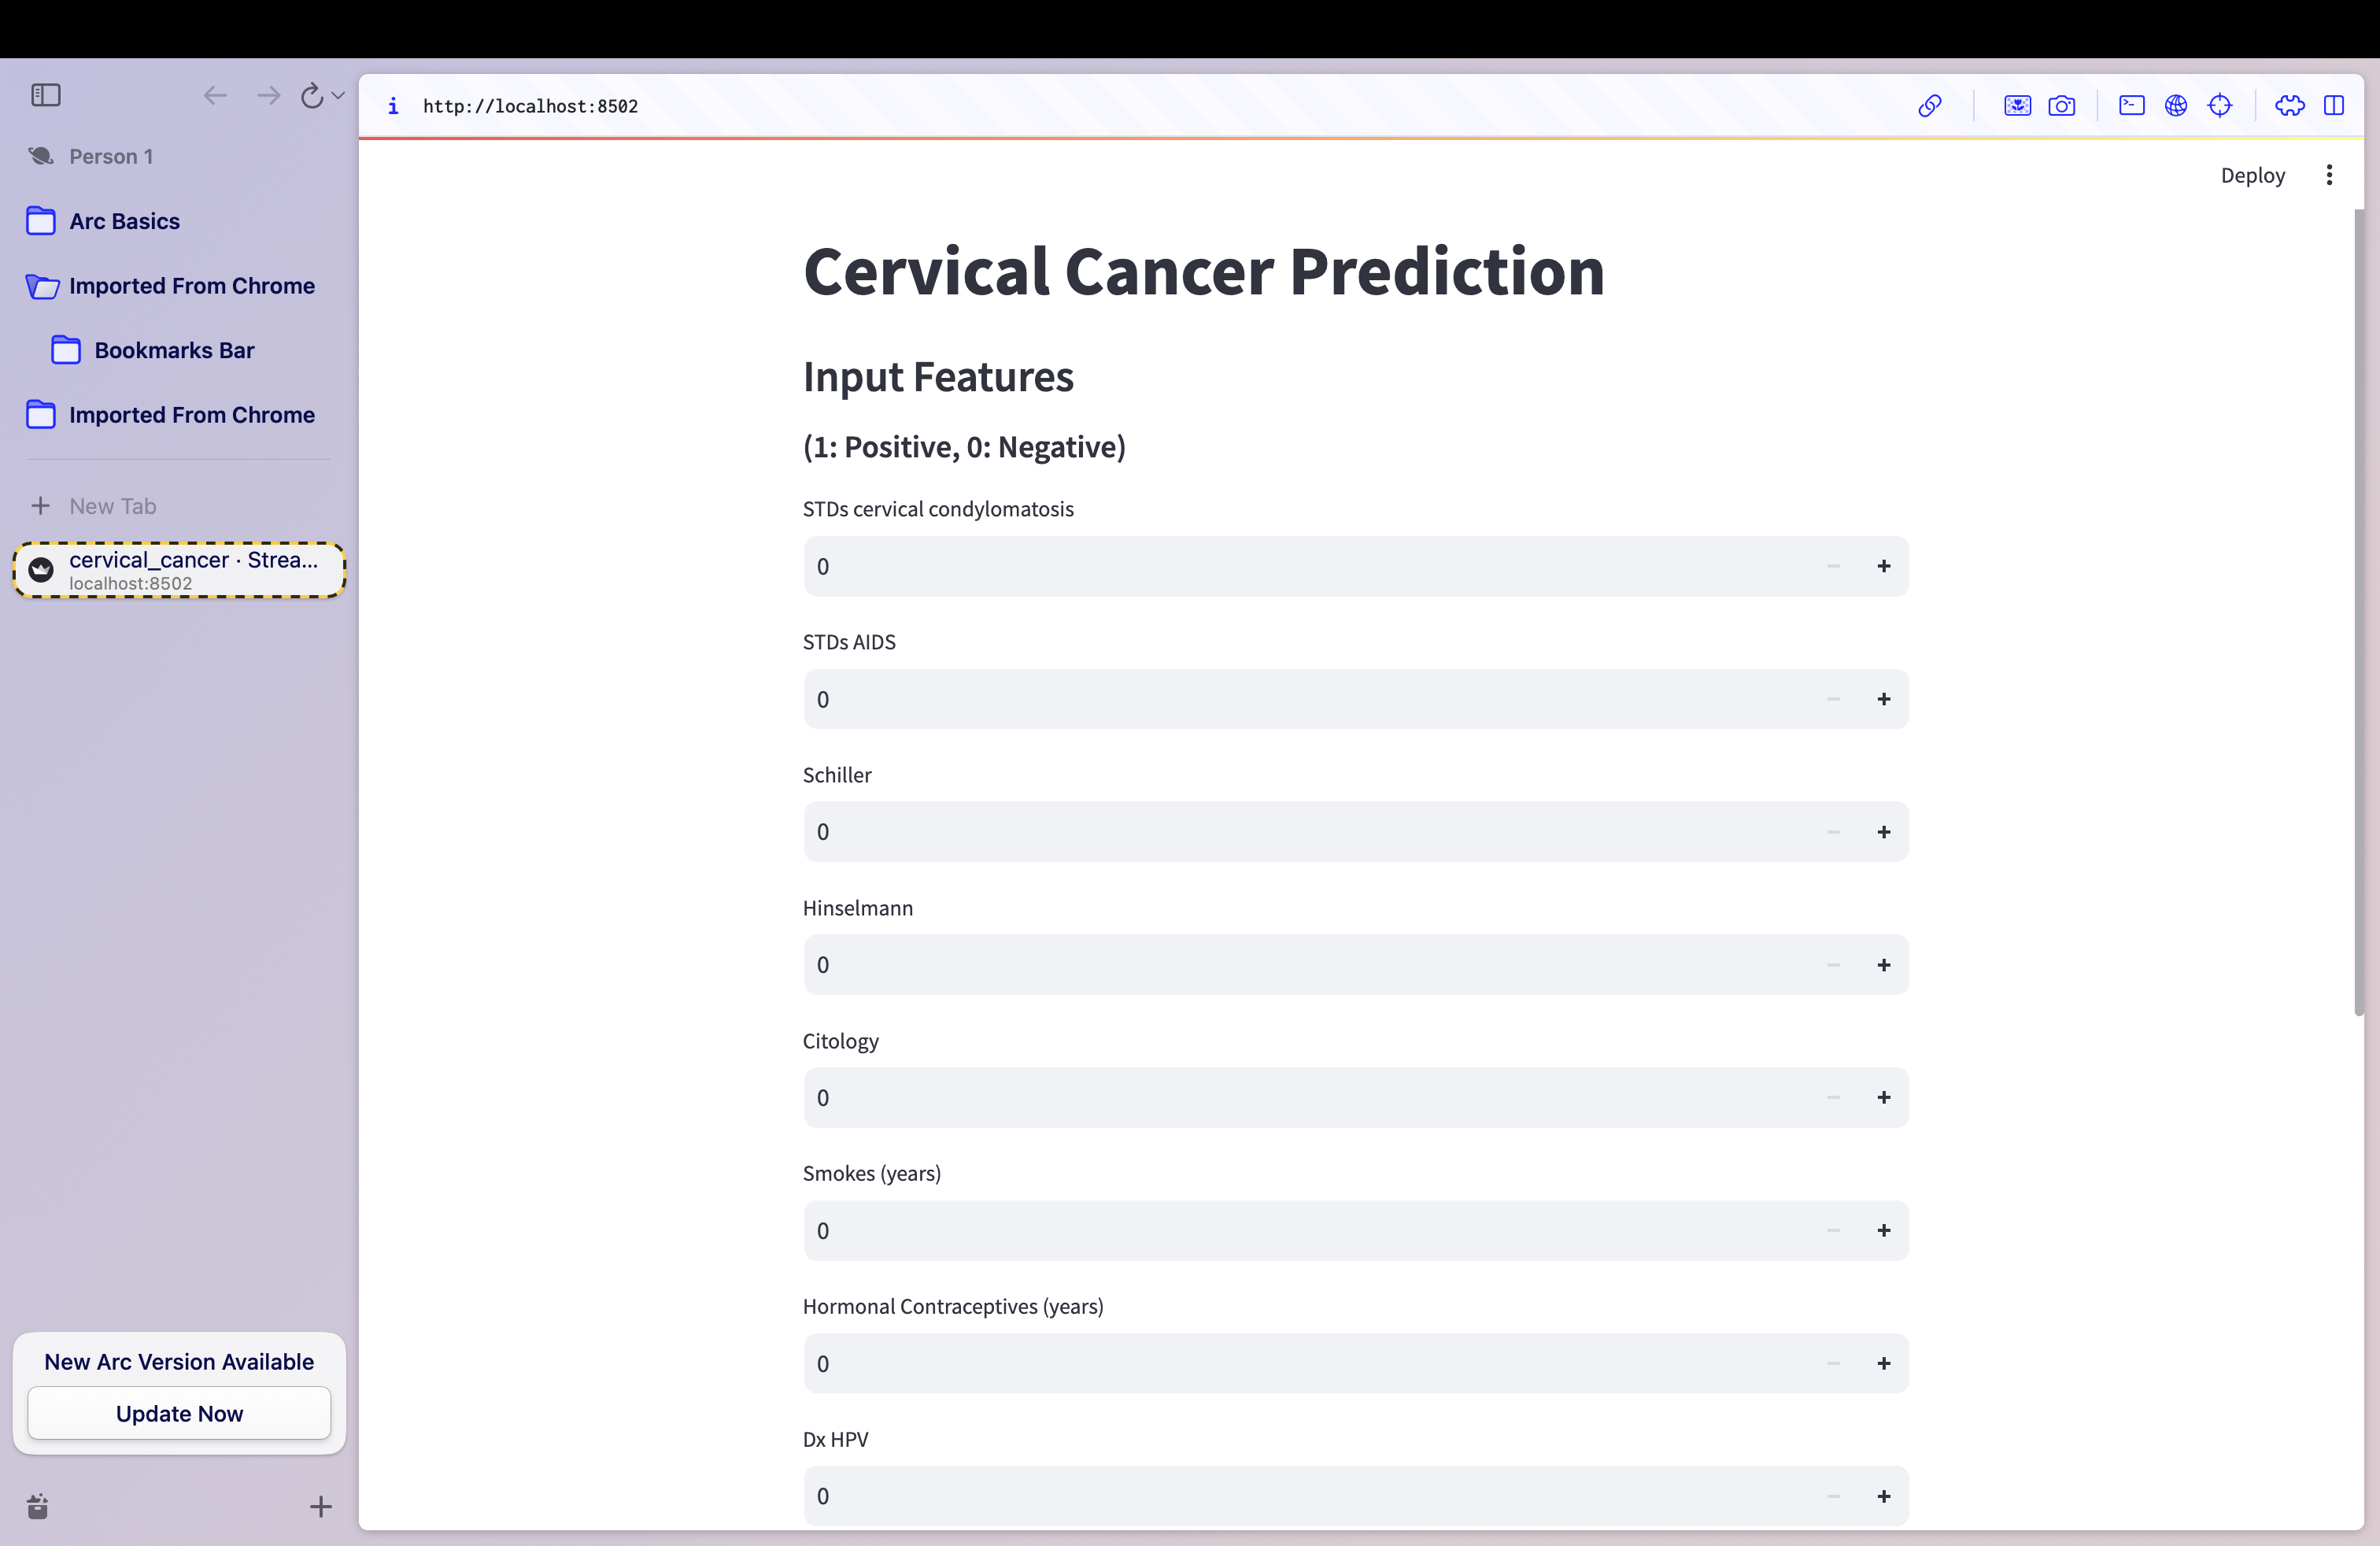 Person 1
Arc Basics
Imported From Chrome
Bookmarks Bar
Imported From Chrome
New Tab
cervical_cancer · Strea...
localhost:8502
New Arc Version Available
Update Now
http://localhost:8502
Deploy
Cervical Cancer Prediction
Input Features
(1: Positive, 0: Negative)
STDs cervical condylomatosis
0
STDs AIDS
0
Schiller
0
Hinselmann
0
Citology
0
Smokes (years)
0
Hormonal Contraceptives (years)
0
Dx HPV
0